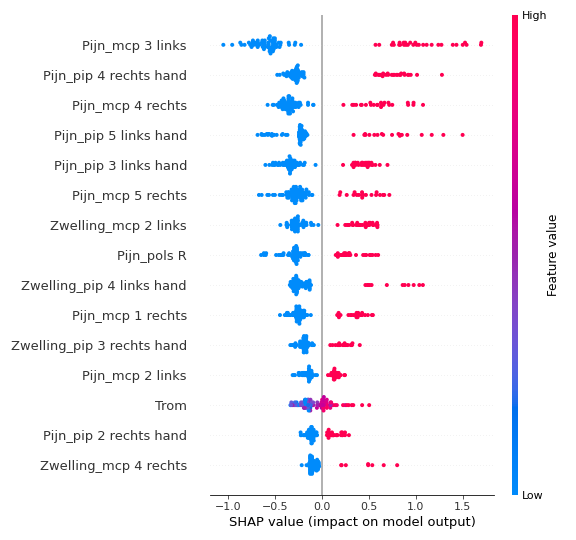 High
Pijn_mcp 3 links
Pijn_pip 4 rechts hand
Pijn_mcp 4 rechts
Pijn_pip 5 links hand
Pijn_pip 3 links hand
Pijn_mcp 5 rechts
Zwelling_mcp 2 links
Pijn_pols R
Zwelling_pip 4 links hand
Pijn_mcp 1 rechts
Zwelling_pip 3 rechts hand
Pijn_mcp 2 links
Trom
Pijn_pip 2 rechts hand
Zwelling_mcp 4 rechts
Feature value
Low
−1.0 −0.5 0.0 0.5 1.0 1.5
SHAP value (impact on model output)